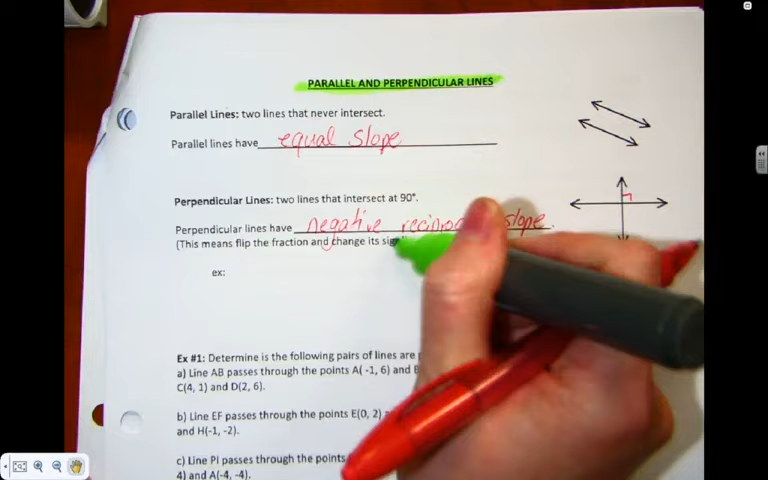 PARALLEL AND PERPENDICULAR LINES
Parallel Lines: two lines that never intersect.
Parallel lines have equal slope
Perpendicular Lines: two lines that intersect at 90°.
Perpendicular lines have negative slope.
(This means flip the fraction and change its
ex:
Ex #1: Determine is the following pairs of lines are
a) Line AB passes through the points A( -1, 6) and
C(4, 1) and D(2, 6).
b) Line EF passes through the points E(0, 2)
and H(-1, -2).
c) Line PI passes through the points
4) and A(-4, -4).